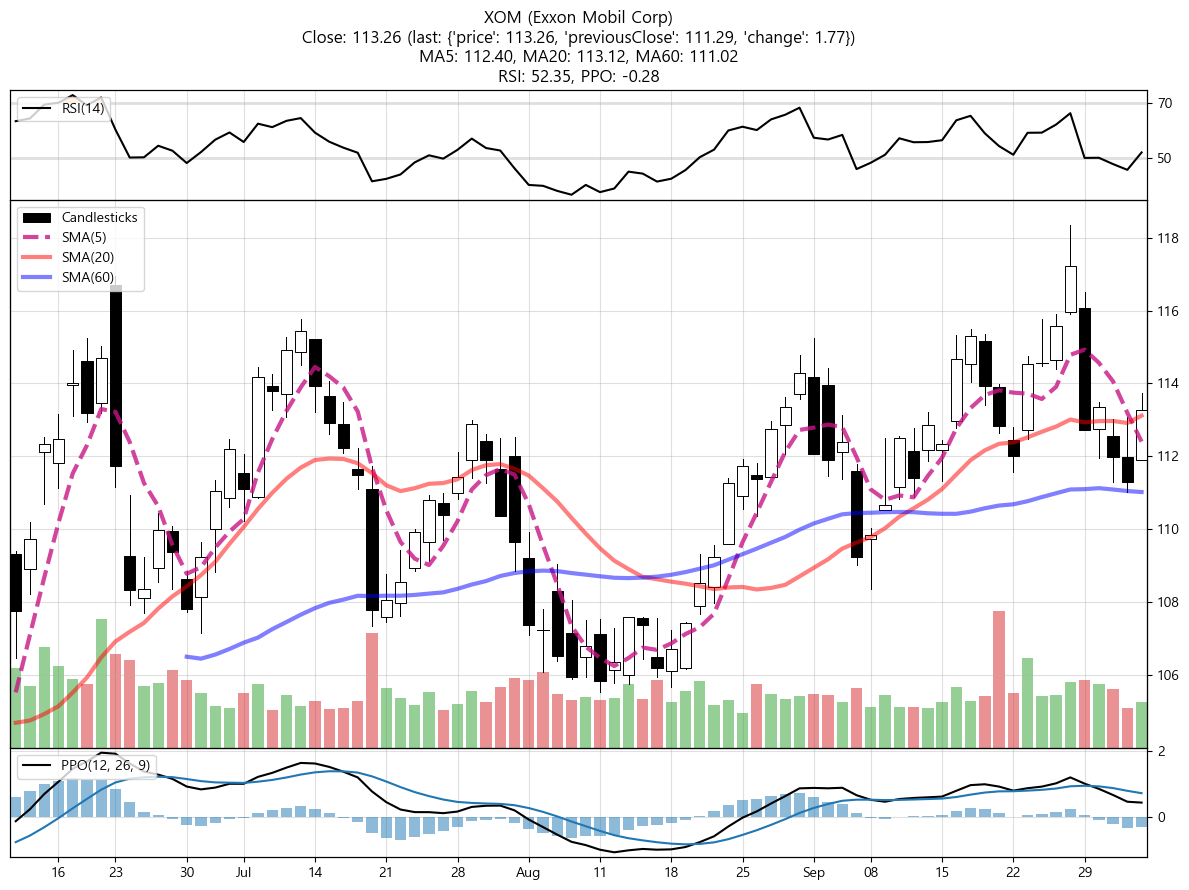 XOM (Exxon Mobil Corp)
Close: 113.26 (last: {'price': 113.26, 'previousClose': 111.29, 'change': 1.77})
MA5: 112.40, MA20: 113.12, MA60: 111.02
RSI: 52.35, PPO: -0.28
RSI(14)
70
50
Candlesticks
SMA(5)
SMA(20)
SMA(60)
118
116
114
112
110
108
106
PPO(12, 26, 9)
2
0
16 23 30 Jul 14 21 28 Aug 11 18 25 Sep 08 15 22 29